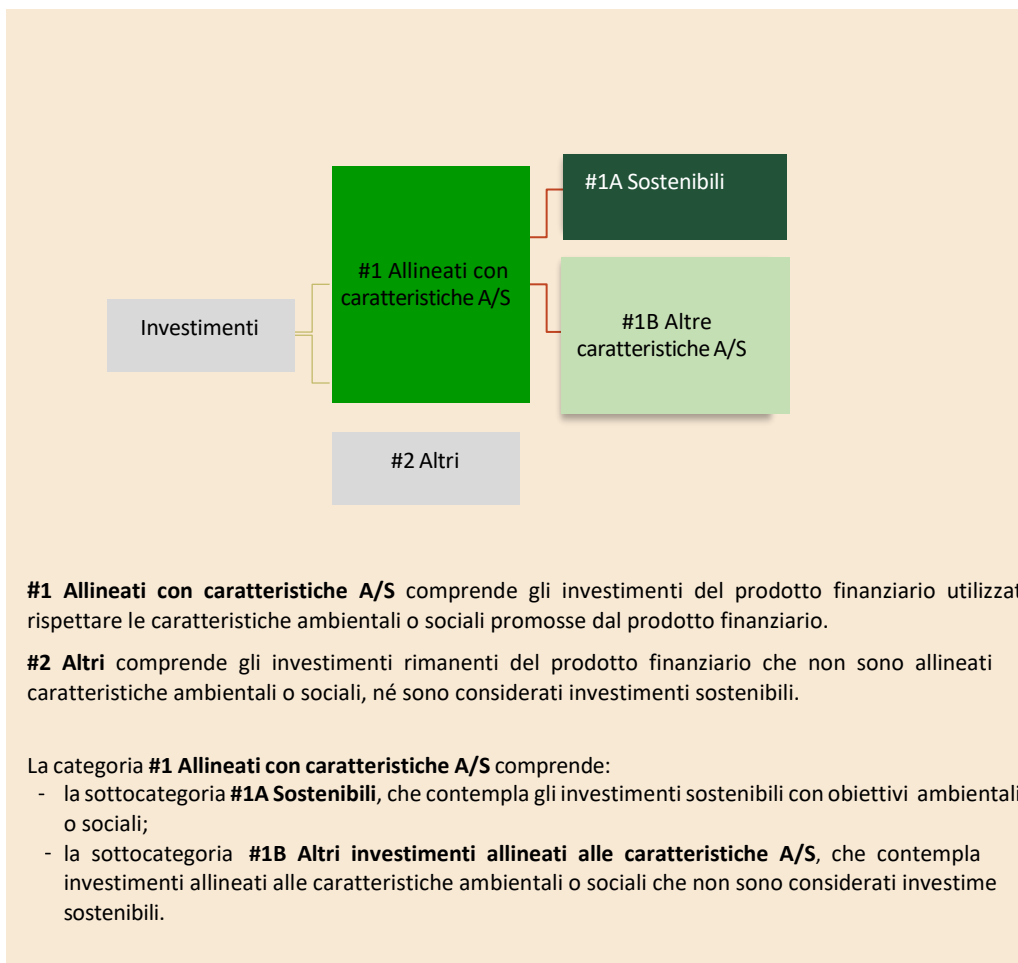 #1A Sostenibili
#1 Allineati con
caratteristiche A/S
Investimenti
#1B Altre
caratteristiche A/S
#2 Altri
#1 Allineati con caratteristiche A/S comprende gli investimenti del prodotto finanziario utilizzat
rispettare le caratteristiche ambientali o sociali promosse dal prodotto finanziario.
#2 Altri comprende gli investimenti rimanenti del prodotto finanziario che non sono allineati
caratteristiche ambientali o sociali, né sono considerati investimenti sostenibili.
La categoria #1 Allineati con caratteristiche A/S comprende:
- la sottocategoria #1A Sostenibili, che contempla gli investimenti sostenibili con obiettivi ambientali
o sociali;
- la sottocategoria #1B Altri investimenti allineati alle caratteristiche A/S, che contempla
investimenti allineati alle caratteristiche ambientali o sociali che non sono considerati investime
sostenibili.